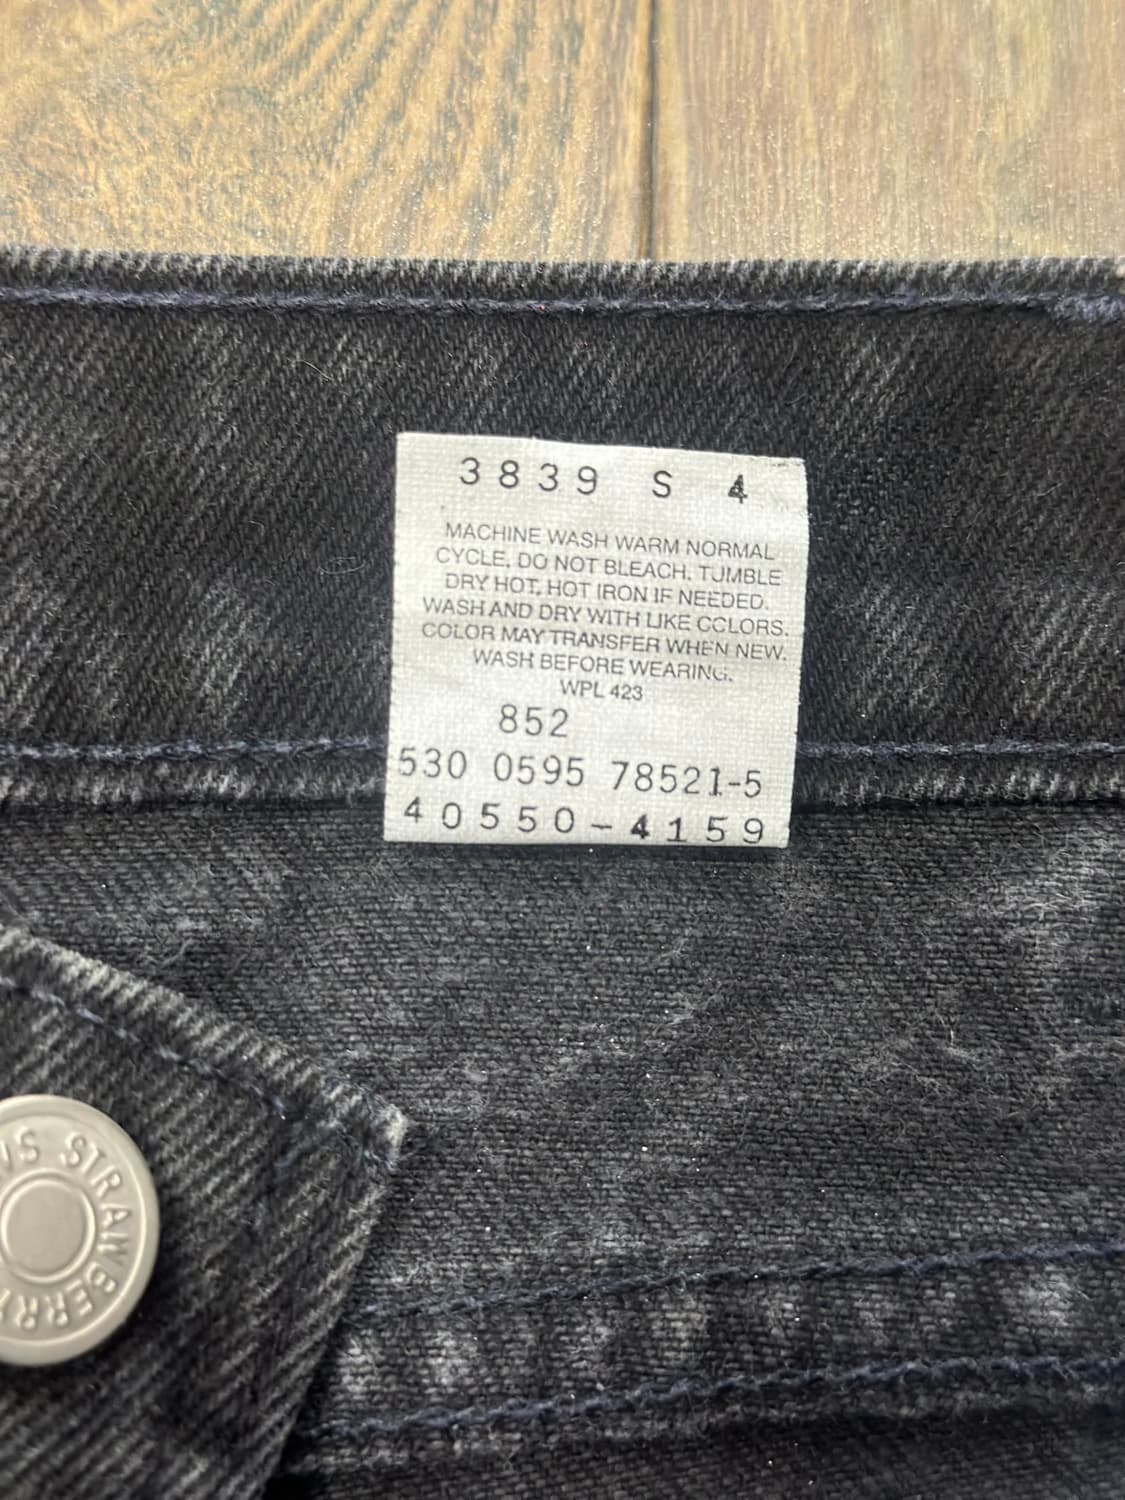 3839 S 4
MACHINE WASH WARM NORMAL
CYCLE. DO NOT BLEACH. TUMBLE
DRY HOT. HOT IRON IF NEEDED.
WASH AND DRY WITH LIKE COLORS.
COLOR MAY TRANSFER WHEN NEW.
WASH BEFORE WEARING.
WPL 423
852
530 0595 78521-5
40550-4159
STRAWBERRY